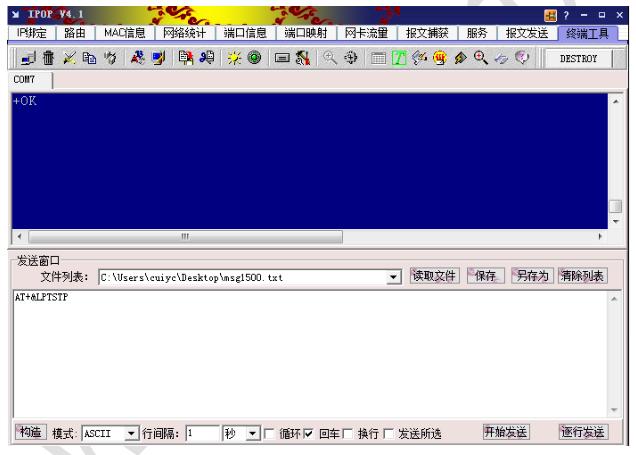 IPOP V4.1
IP绑定 路由 MAC信息 网络统计 端口信息 端口映射 网卡流量 报文捕获 服务 报文发送 终端工具
DESTROY
COM7
+OK
发送窗口
文件列表: C:\Users\cuiyc\Desktop\msg1500.txt 读取文件 保存 另存为 清除列表
AT+&LPTSTP
构造 模式: ASCII 行间隔: 1 秒 循环 回车 换行 发送所选 开始发送 逐行发送